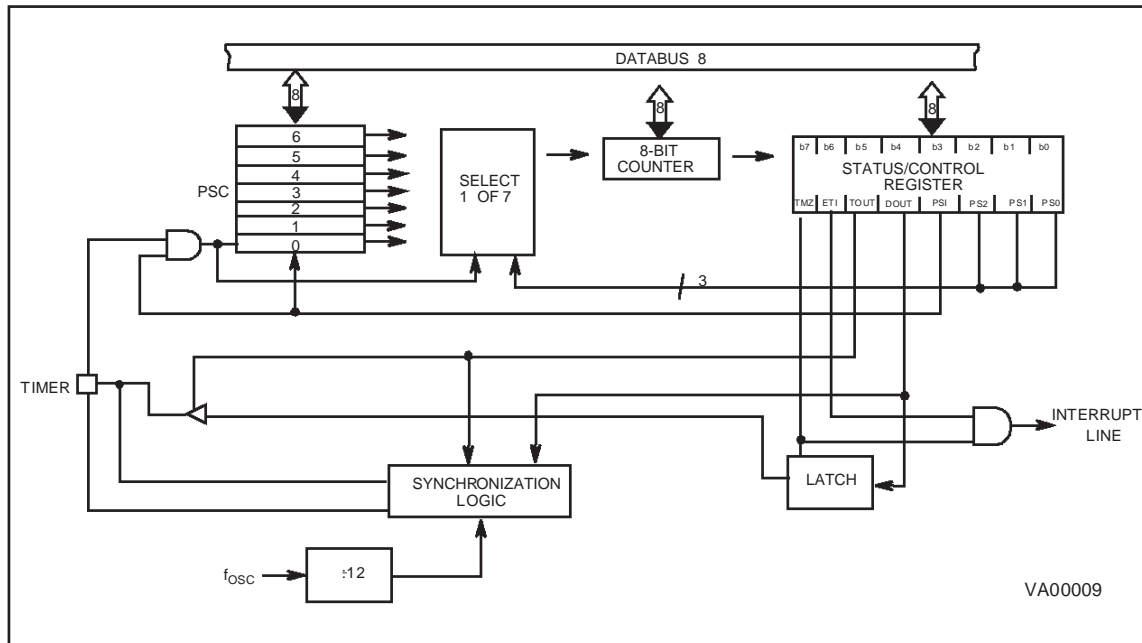 DATABUS 8
8
8
8
PSC
6
5
4
3
2
1
0
SELECT
1 OF 7
8-BIT
COUNTER
b7 b6 b5 b4 b3 b2 b1 b0
STATUS/CONTROL
REGISTER
TMZ ETI TOUT DOUT PSI PS2 PS1 PS0
3
TIMER
INTERRUPT
LINE
SYNCHRONIZATION
LOGIC
LATCH
fOSC
÷12
VA00009